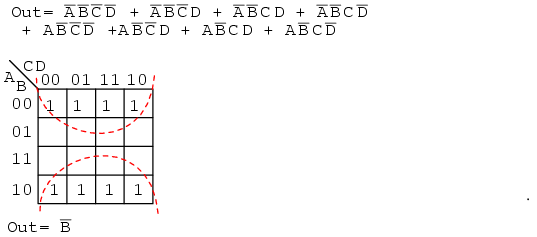 Out= A̅B̅C̅D̅ + A̅B̅C̅D + A̅B̅CD + A̅B̅CD̅
+ AB̅C̅D̅ +AB̅C̅D + AB̅CD + AB̅CD̅
CD
A B 00 01 11 10
00 1 1 1 1
01
11
10 1 1 1 1
.
Out= B̅